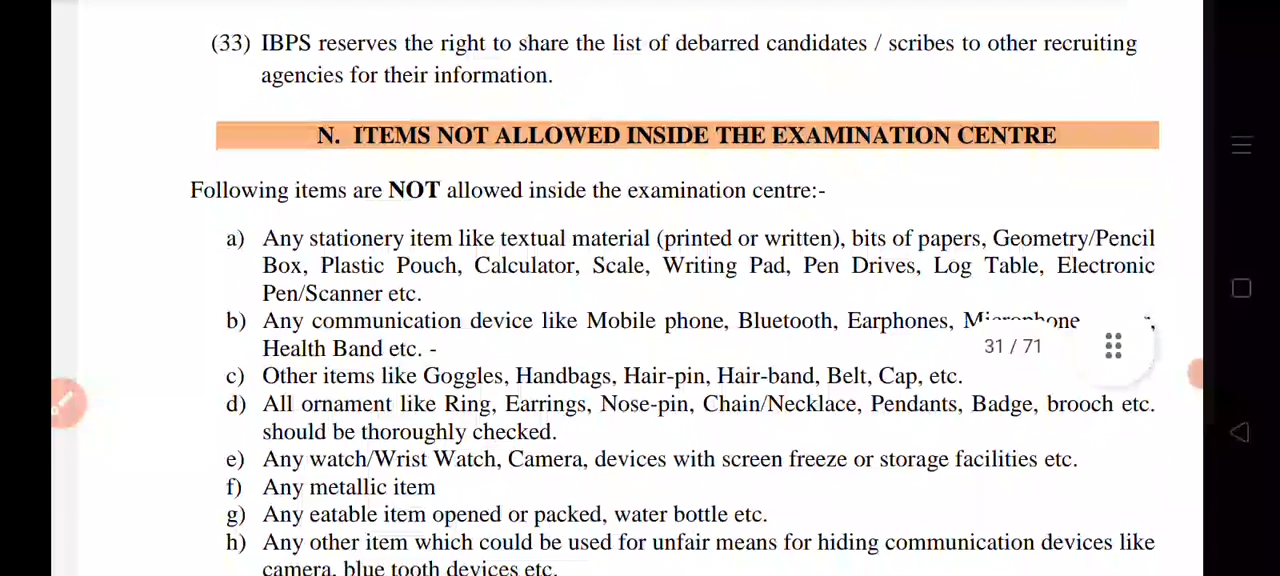 (33) IBPS reserves the right to share the list of debarred candidates / scribes to other recruiting
agencies for their information.
N. ITEMS NOT ALLOWED INSIDE THE EXAMINATION CENTRE
Following items are NOT allowed inside the examination centre:-
a) Any stationery item like textual material (printed or written), bits of papers, Geometry/Pencil
Box, Plastic Pouch, Calculator, Scale, Writing Pad, Pen Drives, Log Table, Electronic
Pen/Scanner etc.
b) Any communication device like Mobile phone, Bluetooth, Earphones, Microphone
Health Band etc. -
31 / 71
c) Other items like Goggles, Handbags, Hair-pin, Hair-band, Belt, Cap, etc.
d) All ornament like Ring, Earrings, Nose-pin, Chain/Necklace, Pendants, Badge, brooch etc.
should be thoroughly checked.
e) Any watch/Wrist Watch, Camera, devices with screen freeze or storage facilities etc.
f) Any metallic item
g) Any eatable item opened or packed, water bottle etc.
h) Any other item which could be used for unfair means for hiding communication devices like
camera, blue tooth devices etc.